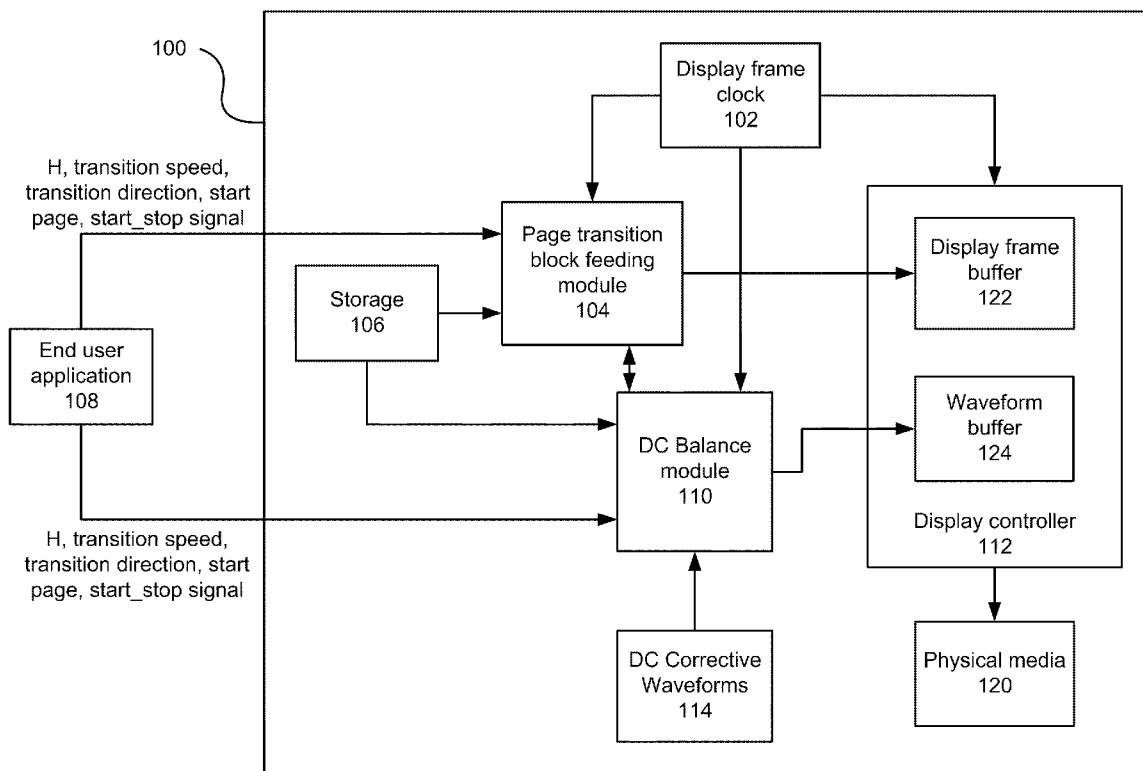 100
Display frame
clock
102
H, transition speed,
transition direction, start
page, start_stop signal
Page transition
block feeding
module
104
Display frame
buffer
122
Storage
106
End user
application
108
Waveform
buffer
124
DC Balance
module
110
Display controller
112
H, transition speed,
transition direction, start
page, start_stop signal
DC Corrective
Waveforms
114
Physical media
120